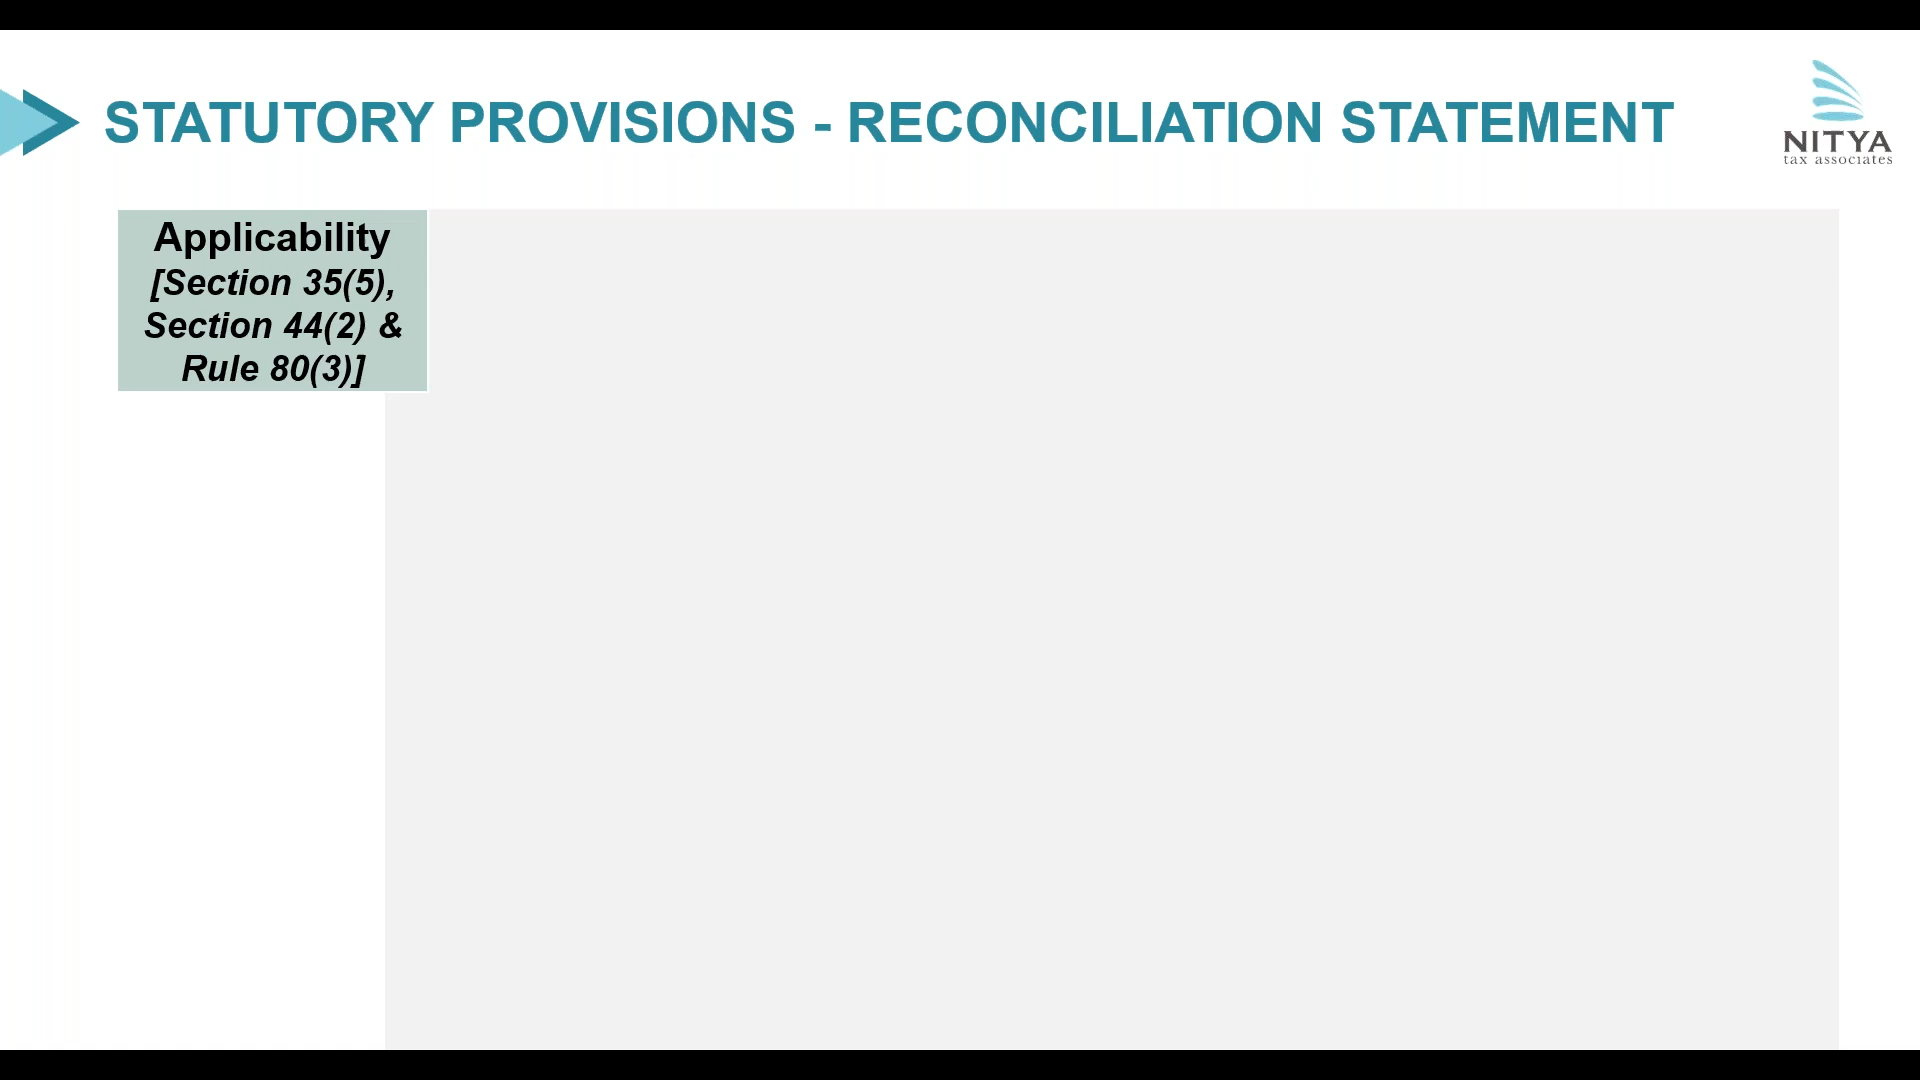 STATUTORY PROVISIONS - RECONCILIATION STATEMENT
NITYA
tax associates
Applicability
[Section 35(5),
Section 44(2) &
Rule 80(3)]